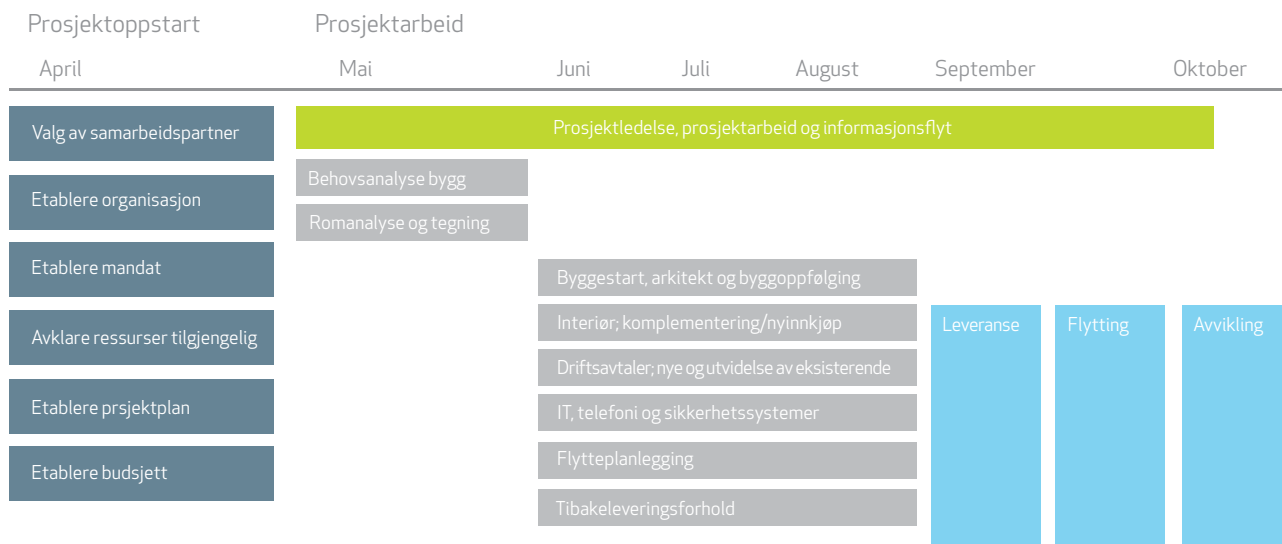 Prosjektoppstart
Prosjektarbeid
April
Mai
Juni
Juli
August
September
Oktober
Valg av samarbeidspartner
Etablere organisasjon
Etablere mandat
Avklare ressurser tilgjengelig
Etablere prsjektplan
Etablere budsjett
Prosjektledelse, prosjektarbeid og informasjonsflyt
Behovsanalyse bygg
Romanalyse og tegning
Byggestart, arkitekt og byggoppfølging
Interiør; komplementering/nyinnkjøp
Driftsavtaler; nye og utvidelse av eksisterende
IT, telefoni og sikkerhetssystemer
Flytteplanlegging
Tibakeleveringsforhold
Leveranse
Flytting
Avvikling